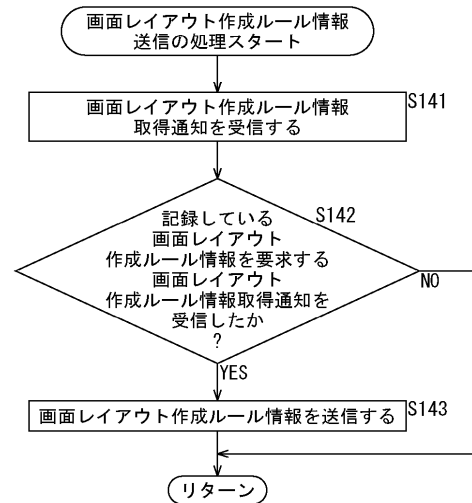 画面レイアウト作成ルール情報
送信の処理スタート
S141
画面レイアウト作成ルール情報
取得通知を受信する
S142
記録している
画面レイアウト
作成ルール情報を要求する
画面レイアウト
作成ルール情報取得通知を
受信したか
?
NO
YES
S143
画面レイアウト作成ルール情報を送信する
リターン